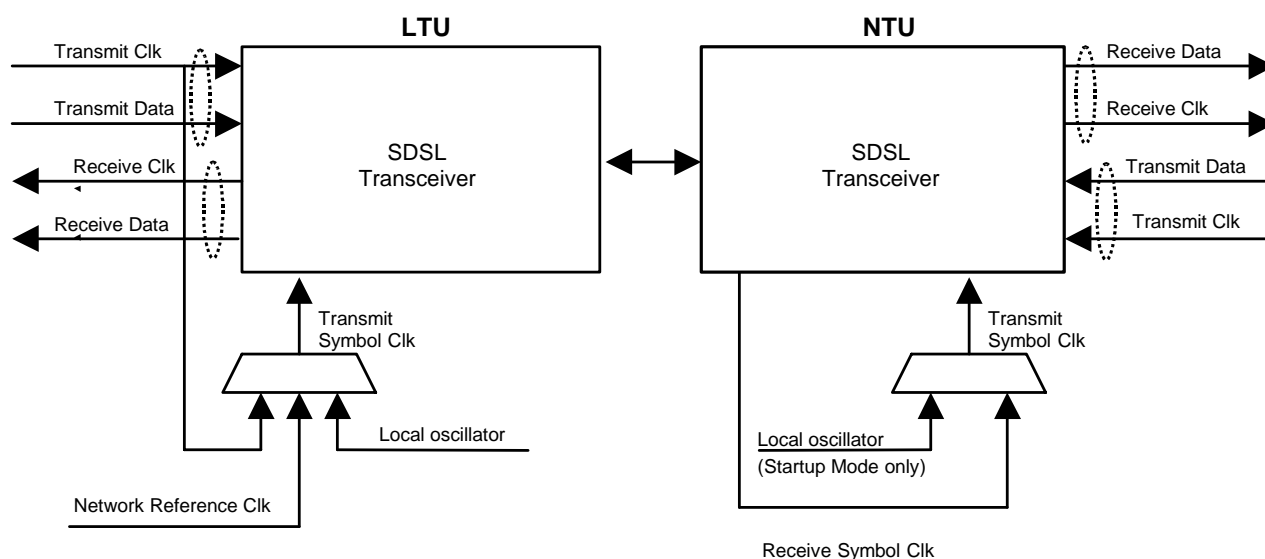 LTU
NTU
Transmit Clk
Transmit Data
Receive Clk
Receive Data
SDSL
Transceiver
SDSL
Transceiver
Receive Data
Receive Clk
Transmit Data
Transmit Clk
Transmit
Symbol Clk
Local oscillator
Network Reference Clk
Transmit
Symbol Clk
Local oscillator
(Startup Mode only)
Receive Symbol Clk